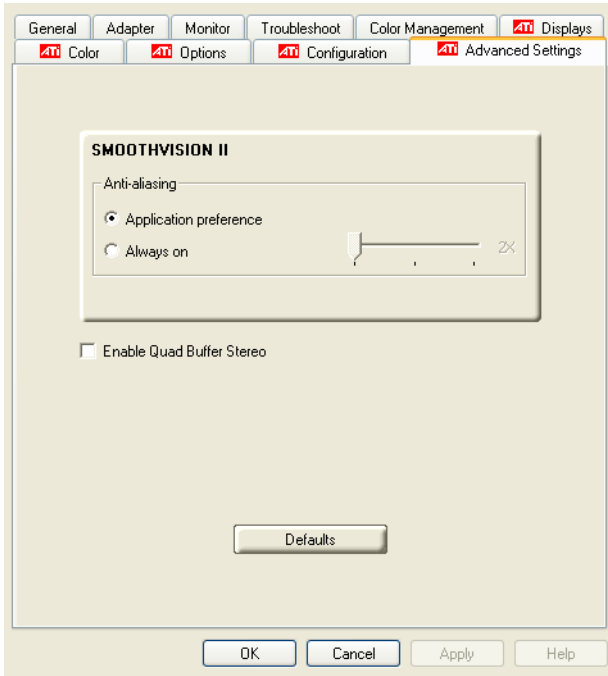 General Adapter Monitor Troubleshoot Color Management ATI Displays
ATI Color ATI Options ATI Configuration ATI Advanced Settings
SMOOTHVISION II
Anti-aliasing
Application preference
Always on 2X
Enable Quad Buffer Stereo
Defaults
OK Cancel Apply Help